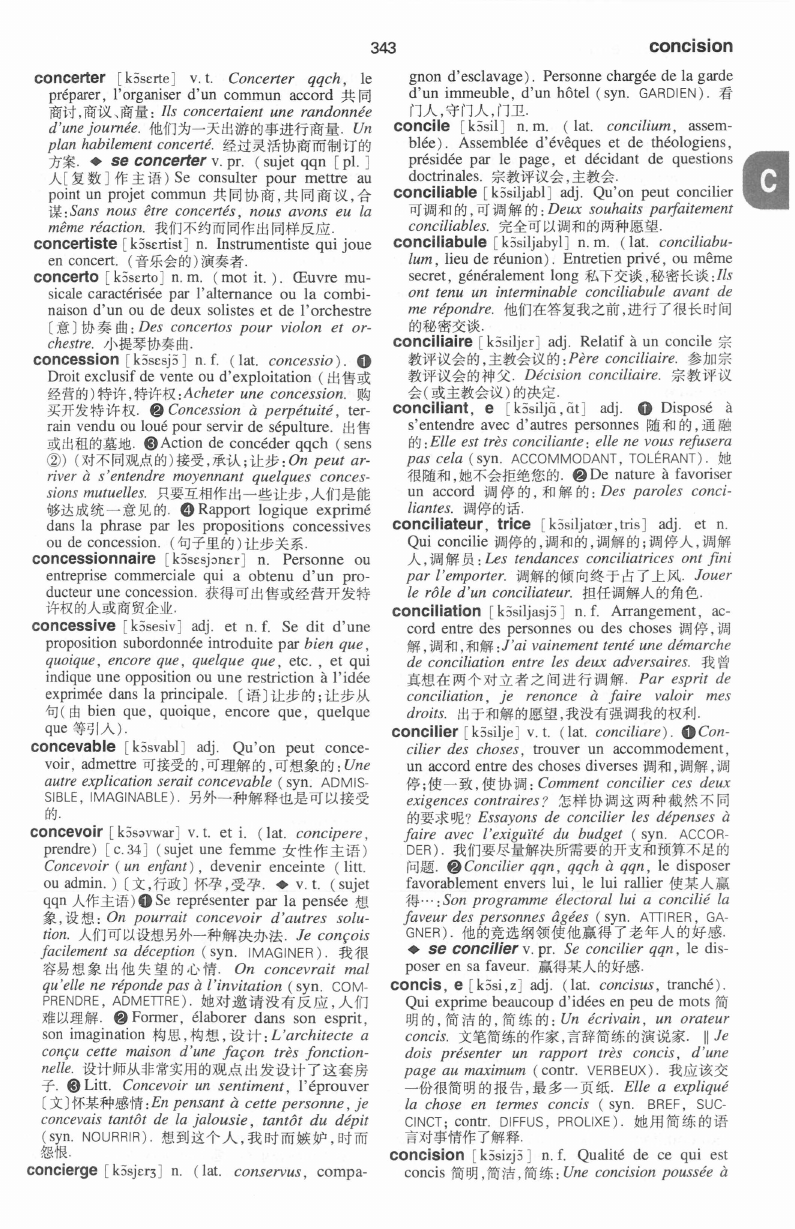 343
concision
concerter [kɔ̃sɛrte] v. t. Concerter qqch, le
préparer, l'organiser d'un commun accord 共同
商讨,商议、商量: Ils concertaient une randonnée
d'une journée. 他们为一天出游的事进行商量. Un
plan habilement concerté. 经过灵活协商而制订的
方案. ◆ se concerter v. pr. (sujet qqn [pl.]
人[复数]作主语) Se consulter pour mettre au
point un projet commun 共同协商,共同商议,合
谋:Sans nous être concertés, nous avons eu la
même réaction. 我们不约而同作出同样反应.
concertiste [kɔ̃sɛrtist] n. Instrumentiste qui joue
en concert. (音乐会的)演奏者.
concerto [kɔ̃sɛrto] n. m. (mot it.). Œuvre mu-
sicale caractérisée par l'alternance ou la combi-
naison d'un ou de deux solistes et de l'orchestre
[意]协奏曲: Des concertos pour violon et or-
chestre. 小提琴协奏曲.
concession [kɔ̃sɛsjɔ̃] n. f. (lat. concessio). ❶
Droit exclusif de vente ou d'exploitation (出售或
经营的)特许,特许权:Acheter une concession. 购
买开发特许权. ❷ Concession à perpétuité, ter-
rain vendu ou loué pour servir de sépulture. 出售
或出租的墓地. ❸ Action de concéder qqch (sens
②) (对不同观点的)接受,承认;让步:On peut ar-
river à s'entendre moyennant quelques conces-
sions mutuelles. 只要互相作出一些让步,人们是能
够达成统一意见的. ❹ Rapport logique exprimé
dans la phrase par les propositions concessives
ou de concession. (句子里的)让步关系.
concessionnaire [kɔ̃sɛsjɔnɛr] n. Personne ou
entreprise commerciale qui a obtenu d'un pro-
ducteur une concession. 获得可出售或经营开发特
许权的人或商贸企业.
concessive [kɔ̃sesiv] adj. et n. f. Se dit d'une
proposition subordonnée introduite par bien que,
quoique, encore que, quelque que, etc., et qui
indique une opposition ou une restriction à l'idée
exprimée dans la principale. [语]让步的;让步从
句(由 bien que, quoique, encore que, quelque
que 等引入).
concevable [kɔ̃svabl] adj. Qu'on peut conce-
voir, admettre 可接受的,可理解的,可想象的:Une
autre explication serait concevable (syn. ADMIS-
SIBLE, IMAGINABLE). 另外一种解释也是可以接受
的.
concevoir [kɔ̃səvwar] v. t. et i. (lat. concipere,
prendre) [c. 34] (sujet une femme 女性作主语)
Concevoir (un enfant), devenir enceinte (litt.
ou admin.) [文,行政] 怀孕,受孕. ◆ v. t. (sujet
qqn 人作主语) ❶ Se représenter par la pensée 想
象,设想: On pourrait concevoir d'autres solu-
tion. 人们可以设想另外一种解决办法. Je conçois
facilement sa déception (syn. IMAGINER). 我很
容易想象出他失望的心情. On concevrait mal
qu'elle ne réponde pas à l'invitation (syn. COM-
PRENDRE, ADMETTRE). 她对邀请没有反应,人们
难以理解. ❷ Former, élaborer dans son esprit,
son imagination 构思,构想,设计: L'architecte a
conçu cette maison d'une façon très fonction-
nelle. 设计师从非常实用的观点出发设计了这套房
子. ❸ Litt. Concevoir un sentiment, l'éprouver
[文]怀某种感情:En pensant à cette personne, je
concevais tantôt de la jalousie, tantôt du dépit
(syn. NOURRIR). 想到这个人,我时而嫉妒,时而
怨恨.
concierge [kɔ̃sjɛrʒ] n. (lat. conservus, compa-
gnon d'esclavage). Personne chargée de la garde
d'un immeuble, d'un hôtel (syn. GARDIEN). 看
门人,守门人,门卫.
concile [kɔ̃sil] n. m. (lat. concilium, assem-
blée). Assemblée d'évêques et de théologiens,
présidée par le page, et décidant de questions
doctrinales. 宗教评议会,主教会.
conciliable [kɔ̃siljabl] adj. Qu'on peut concilier
可调和的,可调解的:Deux souhaits parfaitement
conciliables. 完全可以调和的两种愿望.
conciliabule [kɔ̃siljabyl] n. m. (lat. conciliabu-
lum, lieu de réunion). Entretien privé, ou même
secret, généralement long 私下交谈,秘密长谈:Ils
ont tenu un interminable conciliabule avant de
me répondre. 他们在答复我之前,进行了很长时间
的秘密交谈.
conciliaire [kɔ̃siljɛr] adj. Relatif à un concile 宗
教评议会的,主教会议的:Père conciliaire. 参加宗
教评议会的神父. Décision conciliaire. 宗教评议
会(或主教会议)的决定.
conciliant, e [kɔ̃siljɑ̃, ɑ̃t] adj. ❶ Disposé à
s'entendre avec d'autres personnes 随和的,通融
的:Elle est très conciliante: elle ne vous refusera
pas cela (syn. ACCOMMODANT, TOLÉRANT). 她
很随和,她不会拒绝您的. ❷ De nature à favoriser
un accord 调停的,和解的: Des paroles conci-
liantes. 调停的话.
conciliateur, trice [kɔ̃siljatœr,tris] adj. et n.
Qui concilie 调停的,调和的,调解的;调停人,调解
人,调解员:Les tendances conciliatrices ont fini
par l'emporter. 调解的倾向终于占了上风. Jouer
le rôle d'un conciliateur. 担任调解人的角色.
conciliation [kɔ̃siljasjɔ̃] n. f. Arrangement, ac-
cord entre des personnes ou des choses 调停,调
解,调和,和解:J'ai vainement tenté une démarche
de conciliation entre les deux adversaires. 我曾
真想在两个对立者之间进行调解. Par esprit de
conciliation, je renonce à faire valoir mes
droits. 出于和解的愿望,我没有强调我的权利.
concilier [kɔ̃silje] v. t. (lat. conciliare). ❶ Con-
cilier des choses, trouver un accommodement,
un accord entre des choses diverses 调和,调解,调
停;使一致,使协调: Comment concilier ces deux
exigences contraires? 怎样协调这两种截然不同
的要求呢? Essayons de concilier les dépenses à
faire avec l'exiguïté du budget (syn. ACCOR-
DER). 我们要尽量解决所需要的开支和预算不足的
问题. ❷ Concilier qqn, qqch à qqn, le disposer
favorablement envers lui, le lui rallier 使某人赢
得…:Son programme électoral lui a concilié la
faveur des personnes âgées (syn. ATTIRER, GA-
GNER). 他的竞选纲领使他赢得了老年人的好感.
◆ se concilier v. pr. Se concilier qqn, le dis-
poser en sa faveur. 赢得某人的好感.
concis, e [kɔ̃si,z] adj. (lat. concisus, tranché).
Qui exprime beaucoup d'idées en peu de mots 简
明的,简洁的,简练的: Un écrivain, un orateur
concis. 文笔简练的作家,言辞简练的演说家. ‖ Je
dois présenter un rapport très concis, d'une
page au maximum (contr. VERBEUX). 我应该交
一份很简明的报告,最多一页纸. Elle a expliqué
la chose en termes concis (syn. BREF, SUC-
CINCT; contr. DIFFUS, PROLIXE). 她用简练的语
言对事情作了解释.
concision [kɔ̃sizjɔ̃] n. f. Qualité de ce qui est
concis 简明,简洁,简练:Une concision poussée à
C